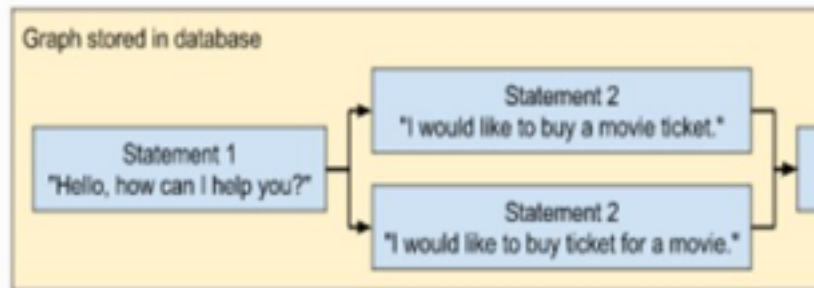 Graph stored in database
Statement 2
"I would like to buy a movie ticket."
Statement 1
"Hello, how can I help you?"
Statement 2
"I would like to buy ticket for a movie."